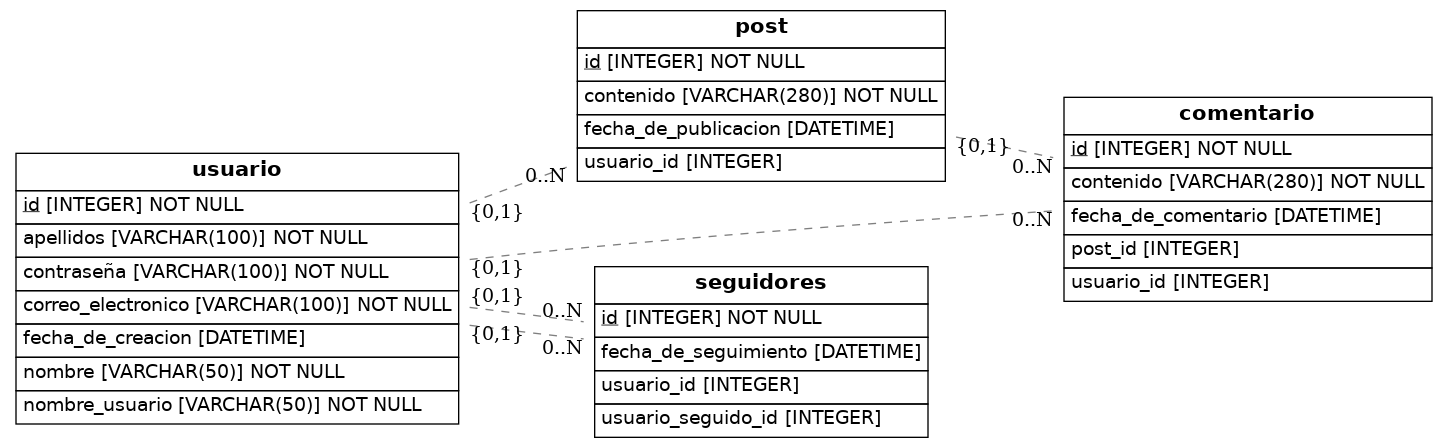 usuario
id [INTEGER] NOT NULL
apellidos [VARCHAR(100)] NOT NULL
contraseña [VARCHAR(100)] NOT NULL
correo_electronico [VARCHAR(100)] NOT NULL
fecha_de_creacion [DATETIME]
nombre [VARCHAR(50)] NOT NULL
nombre_usuario [VARCHAR(50)] NOT NULL
0..N
{0,1}
{0,1}
{0,1}
{0,1}
0..N
0..N
post
id [INTEGER] NOT NULL
contenido [VARCHAR(280)] NOT NULL
fecha_de_publicacion [DATETIME]
usuario_id [INTEGER]
seguidores
id [INTEGER] NOT NULL
fecha_de_seguimiento [DATETIME]
usuario_id [INTEGER]
usuario_seguido_id [INTEGER]
{0,1}
0..N
0..N
comentario
id [INTEGER] NOT NULL
contenido [VARCHAR(280)] NOT NULL
fecha_de_comentario [DATETIME]
post_id [INTEGER]
usuario_id [INTEGER]